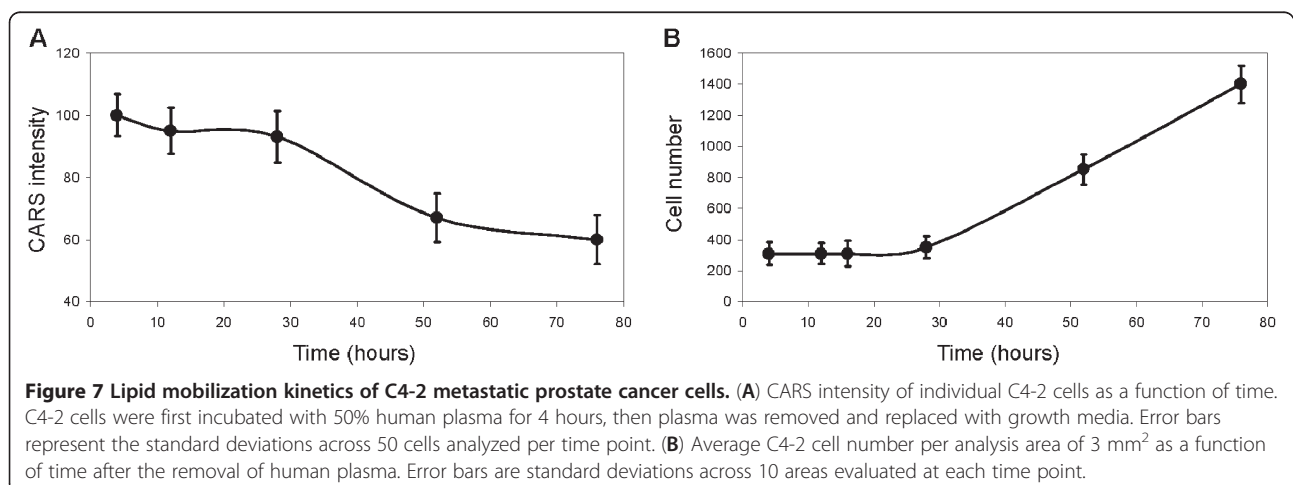 A
120
100
80
60
40
CARS intensity
0 10 20 30 40 50 60 70 80
Time (hours)
B
1600
1400
1200
1000
800
600
400
200
0
Cell number
0 10 20 30 40 50 60 70 80
Time (hours)
Figure 7 Lipid mobilization kinetics of C4-2 metastatic prostate cancer cells. (A) CARS intensity of individual C4-2 cells as a function of time.
C4-2 cells were first incubated with 50% human plasma for 4 hours, then plasma was removed and replaced with growth media. Error bars
represent the standard deviations across 50 cells analyzed per time point. (B) Average C4-2 cell number per analysis area of 3 mm² as a function
of time after the removal of human plasma. Error bars are standard deviations across 10 areas evaluated at each time point.